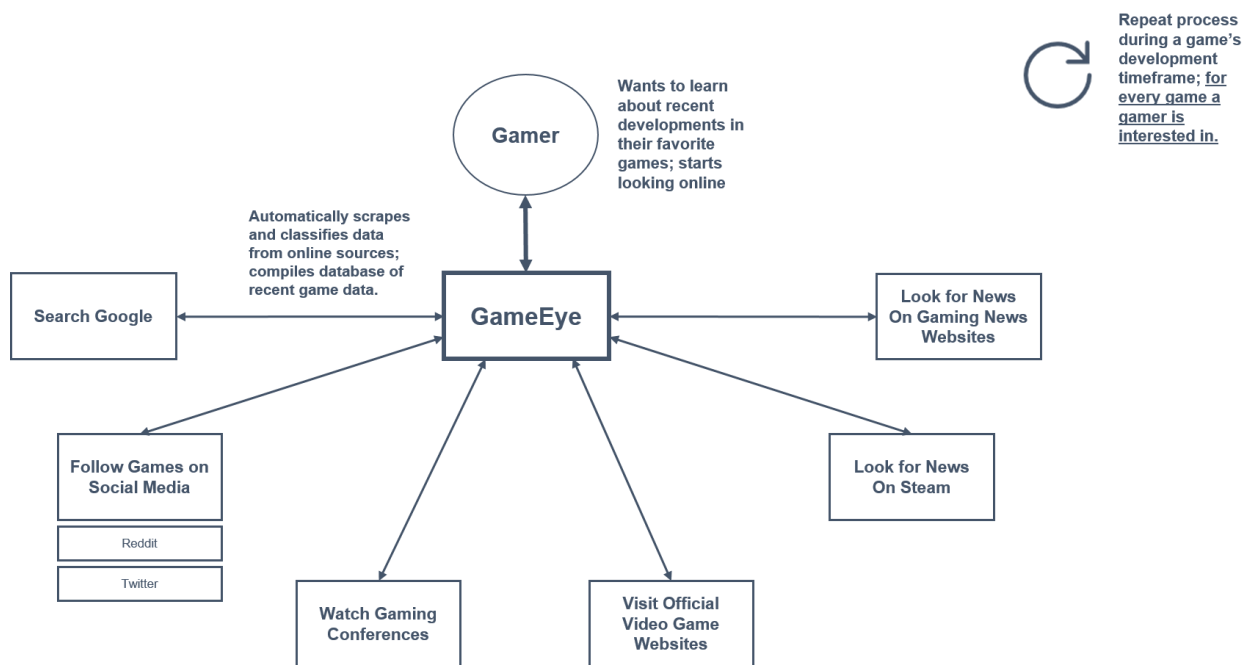 Repeat process
during a game’s
development
timeframe; for
every game a
gamer is
interested in.
Gamer
Wants to learn
about recent
developments in
their favorite
games; starts
looking online
Automatically scrapes
and classifies data
from online sources;
compiles database of
recent game data.
Search Google
GameEye
Look for News
On Gaming News
Websites
Follow Games on
Social Media
Reddit
Twitter
Look for News
On Steam
Watch Gaming
Conferences
Visit Official
Video Game
Websites